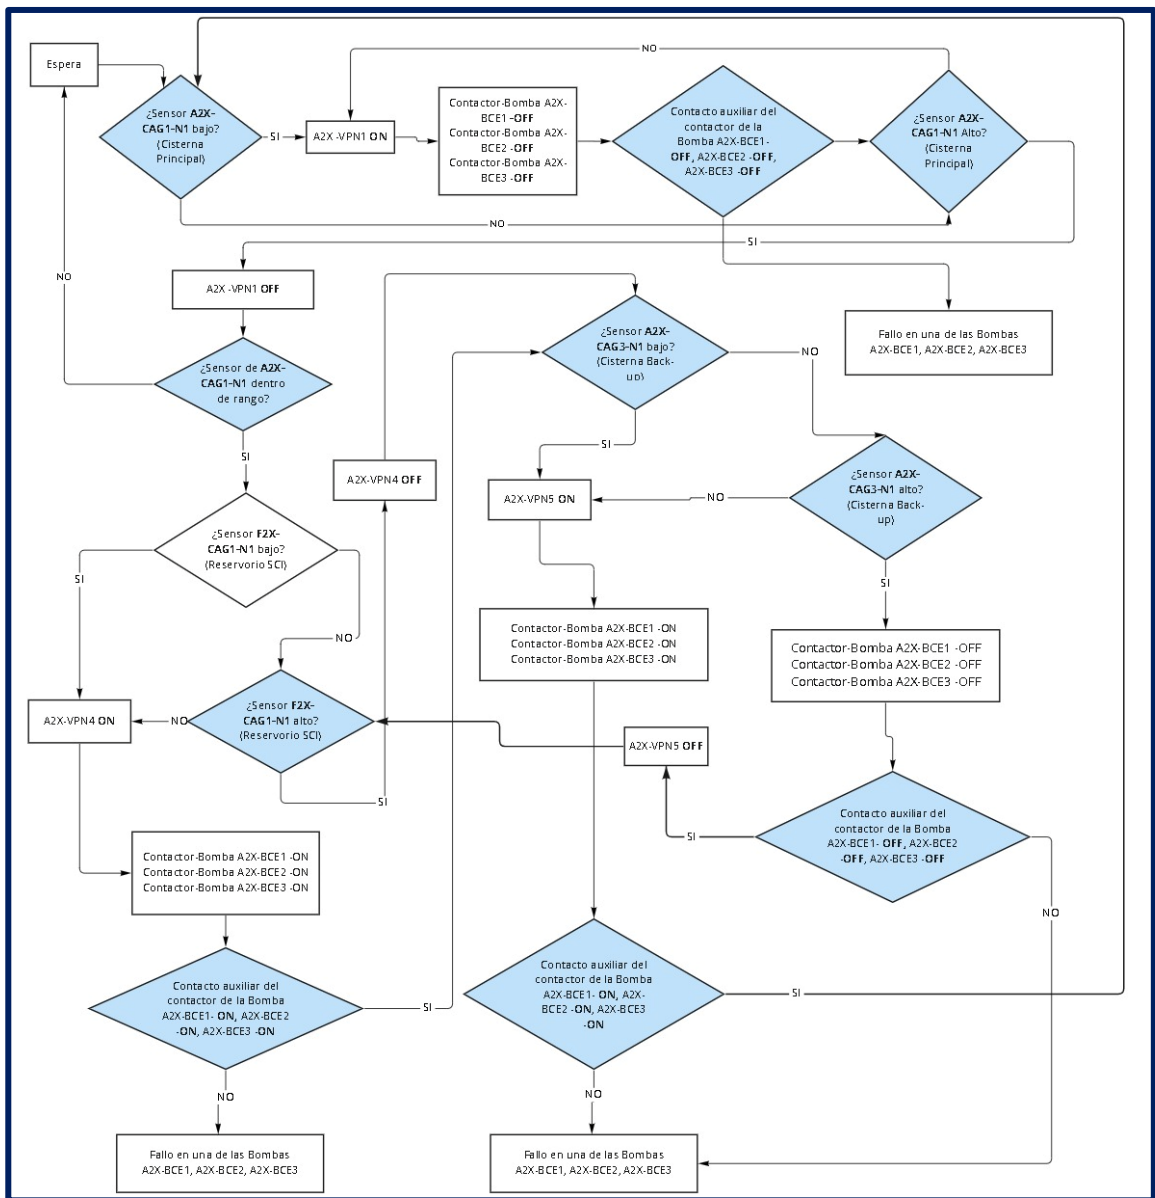 NO
Espera
¿Sensor A2X-
CAG1-N1 bajo?
(Cisterna
Principal)
SI
A2X -VPN1 ON
Contactor-Bomba A2X-
BCE1 -OFF
Contactor-Bomba A2X-
BCE2 -OFF
Contactor-Bomba A2X-
BCE3 -OFF
Contacto auxiliar del
contactor de la
Bomba A2X-BCE1-
OFF, A2X-BCE2 -OFF,
A2X-BCE3 -OFF
¿Sensor A2X-
CAG1-N1 Alto?
(Cisterna
Principal)
NO
SI
NO
A2X -VPN1 OFF
Fallo en una de las Bombas
A2X-BCE1, A2X-BCE2, A2X-BCE3
¿Sensor A2X-
CAG3-N1 bajo?
(Cisterna Back-
up)
NO
¿Sensor de A2X-
CAG1-N1 dentro
de rango?
SI
SI
A2X-VPN4 OFF
A2X-VPN5 ON
NO
¿Sensor A2X-
CAG3-N1 alto?
(Cisterna Back-
up)
¿Sensor F2X-
CAG1-N1 bajo?
(Reservorio SCI)
SI
SI
NO
Contactor-Bomba A2X-BCE1 -ON
Contactor-Bomba A2X-BCE2 -ON
Contactor-Bomba A2X-BCE3 -ON
Contactor-Bomba A2X-BCE1 -OFF
Contactor-Bomba A2X-BCE2 -OFF
Contactor-Bomba A2X-BCE3 -OFF
A2X-VPN4 ON
NO
¿Sensor F2X-
CAG1-N1 alto?
(Reservorio SCI)
A2X-VPN5 OFF
SI
Contacto auxiliar del
contactor de la Bomba
A2X-BCE1- OFF, A2X-BCE2
-OFF, A2X-BCE3 -OFF
SI
Contactor-Bomba A2X-BCE1 -ON
Contactor-Bomba A2X-BCE2 -ON
Contactor-Bomba A2X-BCE3 -ON
NO
Contacto auxiliar del
contactor de la Bomba
A2X-BCE1- ON, A2X-BCE2
-ON, A2X-BCE3 -ON
SI
Contacto auxiliar del
contactor de la Bomba
A2X-BCE1- ON, A2X-
BCE2 -ON, A2X-BCE3
-ON
SI
NO
NO
Fallo en una de las Bombas
A2X-BCE1, A2X-BCE2, A2X-BCE3
Fallo en una de las Bombas
A2X-BCE1, A2X-BCE2, A2X-BCE3